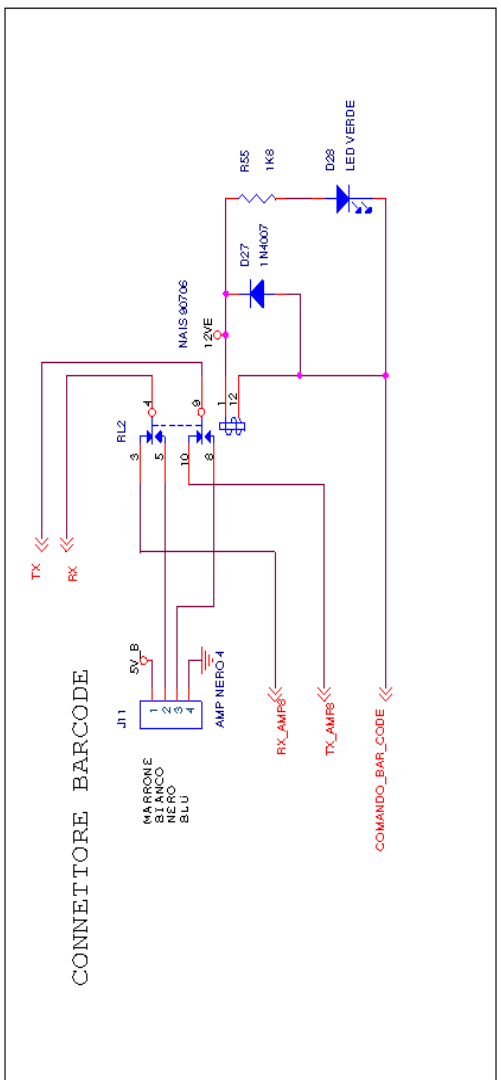 CONNETTORE BARCODE
MARRONE
BIANCO
NERO
BLU
J11
1
2
3
4
AMP NERO 4
5V_B
TX
RX
RX_AMP8
TX_AMP8
COMANDO_BAR_CODE
RL2
3
5
4
10
8
9
1
12
NAIS 90706
12VE
D27
1N4007
R55
1K8
D28
LED VERDE